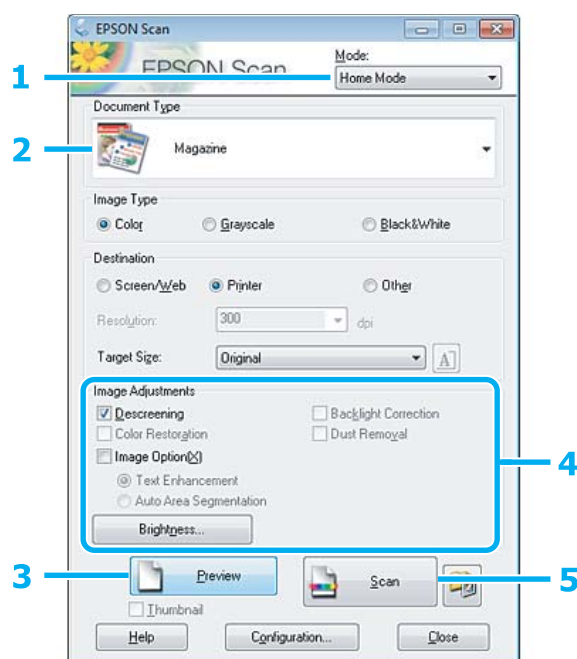 EPSON Scan
EPSON Scan
Mode:
1
Home Mode
Document Type
2
Magazine
Image Type
Color Grayscale Black&White
Destination
Screen/Web Printer Other
Resolution: 300 dpi
Target Size: Original A
Image Adjustments
Descreening Backlight Correction
Color Restoration Dust Removal
Image Option(X)
4
Text Enhancement
Auto Area Segmentation
Brightness...
3 Preview Scan 5
Thumbnail
Help Configuration... Close